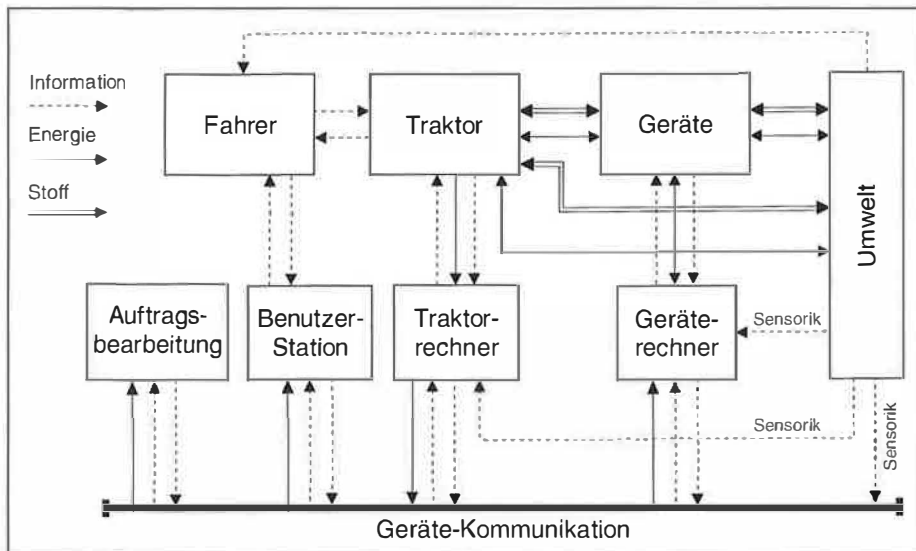 Information
Energie
Stoff
Fahrer
Traktor
Geräte
Umwelt
Auftrags-
bearbeitung
Benutzer-
Station
Traktor-
rechner
Geräte-
rechner
Sensorik
Sensorik
Sensorik
Geräte-Kommunikation